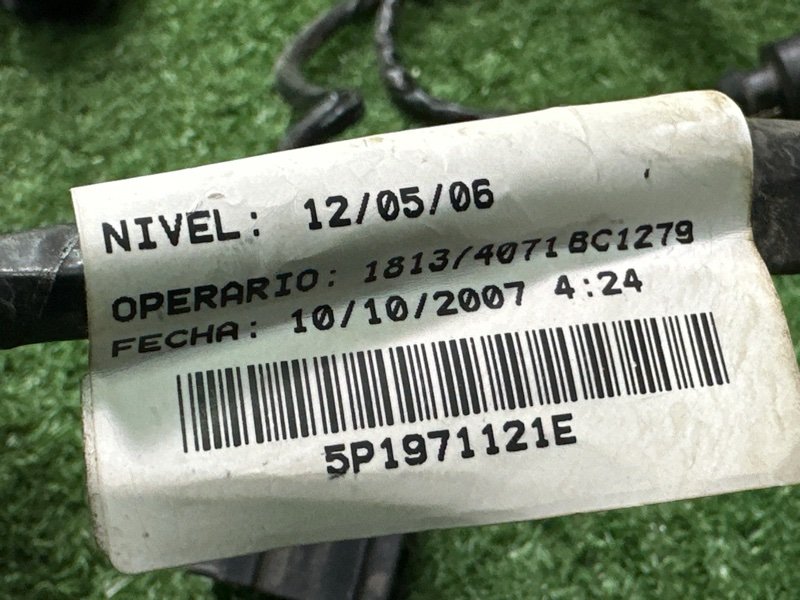 NIVEL: 12/05/06
OPERARIO: 1813/4071BC1279
FECHA: 10/10/2007 4:24
5P1971121E